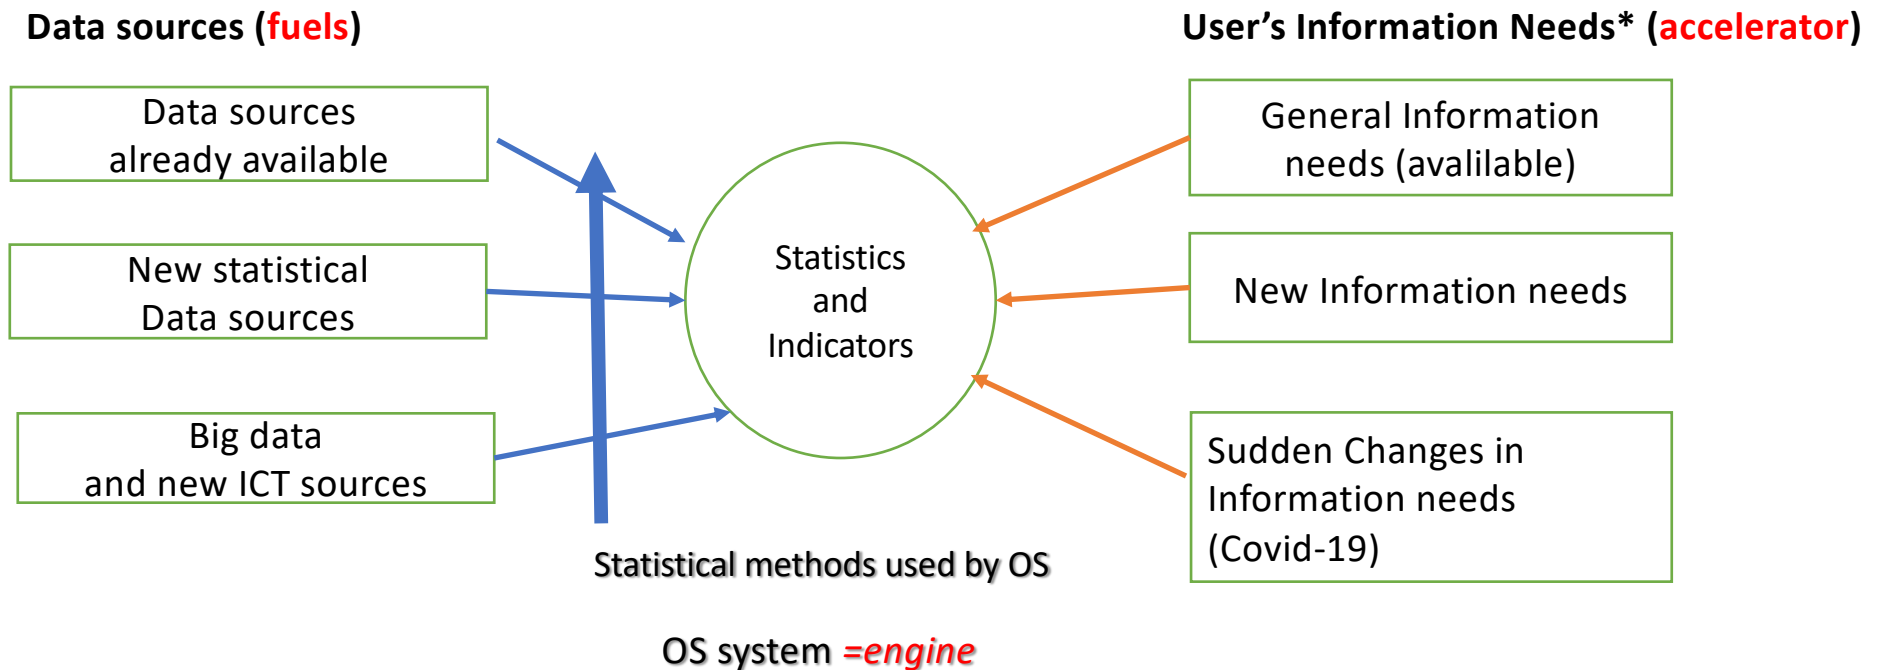 Data sources (fuels)
User's Information Needs* (accelerator)
Data sources
already available
General Information
needs (avalilable)
Statistics
and
Indicators
New statistical
Data sources
New Information needs
Big data
and new ICT sources
Sudden Changes in
Information needs
(Covid-19)
Statistical methods used by OS
OS system =engine